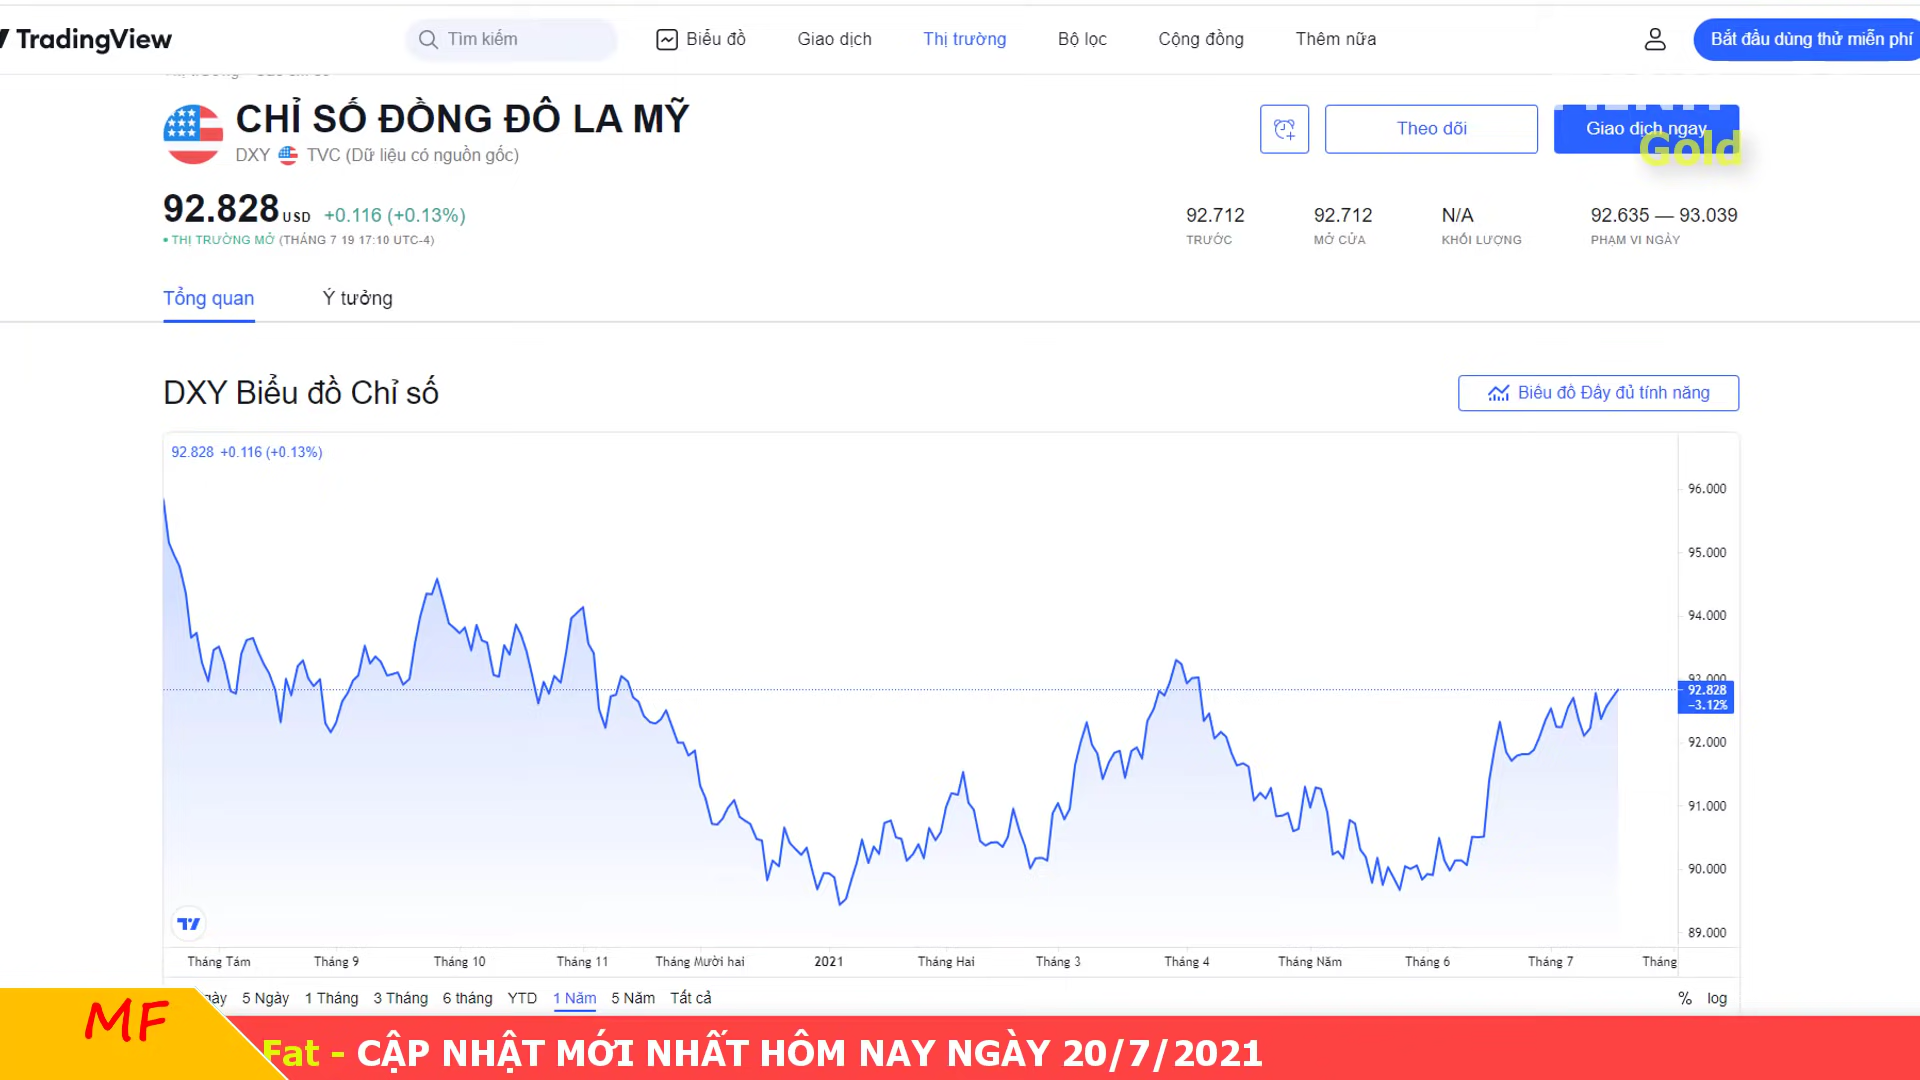 TradingView
Tìm kiếm
Biểu đồ
Giao dịch
Thị trường
Bộ lọc
Cộng đồng
Thêm nữa
Bắt đầu dùng thử miễn phí
CHỈ SỐ ĐỒNG ĐÔ LA MỸ
DXY TVC (Dữ liệu có nguồn gốc)
Theo dõi
Giao dịch ngay
Gold
92.828 USD +0.116 (+0.13%)
• THỊ TRƯỜNG MỞ (THÁNG 7 19 17:10 UTC-4)
92.712
TRƯỚC
92.712
MỞ CỬA
N/A
KHỐI LƯỢNG
92.635 — 93.039
PHẠM VI NGÀY
Tổng quan
Ý tưởng
DXY Biểu đồ Chỉ số
Biểu đồ Đầy đủ tính năng
92.828 +0.116 (+0.13%)
96.000
95.000
94.000
93.000
92.828
−3.12%
92.000
91.000
90.000
89.000
Tháng Tám Tháng 9 Tháng 10 Tháng 11 Tháng Mười hai 2021 Tháng Hai Tháng 3 Tháng 4 Tháng Năm Tháng 6 Tháng 7 Tháng
5 Ngày 1 Tháng 3 Tháng 6 tháng YTD 1 Năm 5 Năm Tất cả
% log
MF
Fat - CẬP NHẬT MỚI NHẤT HÔM NAY NGÀY 20/7/2021